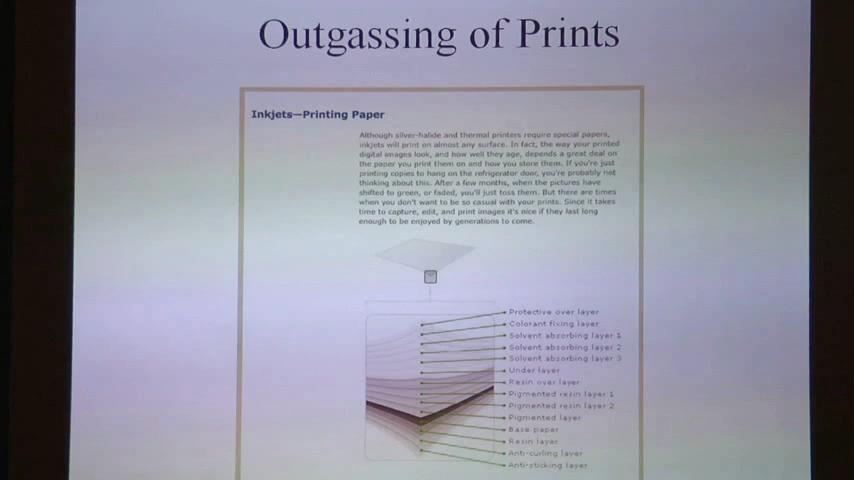 Outgassing of Prints
Inkjets—Printing Paper
Although silver-halide and thermal printers require special papers,
inkjets will print on almost any surface. In fact, the way your printed
digital images look, and how well they age, depends a great deal on
the paper you print them on and how you store them. If you're just
printing copies to hang on the refrigerator door, you're probably not
thinking about this. After a few months, when the pictures have
shifted to green, or faded, you'll just toss them. But there are times
when you don't want to be so casual with your prints. Since it takes
time to capture, edit, and print images it's nice if they last long
enough to be enjoyed by generations to come.
Protective over layer
Colorant fixing layer
Solvent absorbing layer 1
Solvent absorbing layer 2
Solvent absorbing layer 3
Under layer
Resin over layer
Pigmented resin layer 1
Pigmented resin layer 2
Pigmented layer
Base paper
Resin layer
Anti-curling layer
Anti-sticking layer